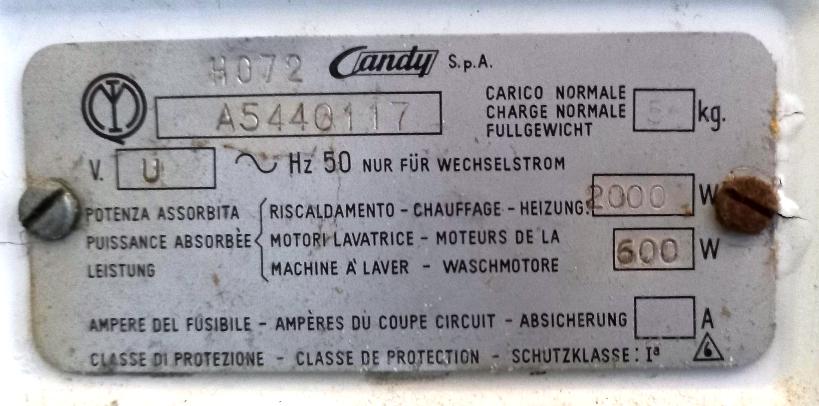 H072 Candy S.p.A.
A5440117
CARICO NORMALE
CHARGE NORMALE
FULLGEWICHT
5 kg.
V. U ~ Hz 50 NUR FÜR WECHSELSTROM
POTENZA ASSORBITA
PUISSANCE ABSORBÈE
LEISTUNG
RISCALDAMENTO - CHAUFFAGE - HEIZUNG: 2000 W
MOTORI LAVATRICE - MOTEURS DE LA
MACHINE A' LAVER - WASCHMOTORE
600 W
AMPERE DEL FUSIBILE - AMPÈRES DU COUPE CIRCUIT - ABSICHERUNG A
CLASSE DI PROTEZIONE - CLASSE DE PROTECTION - SCHUTZKLASSE: Iª